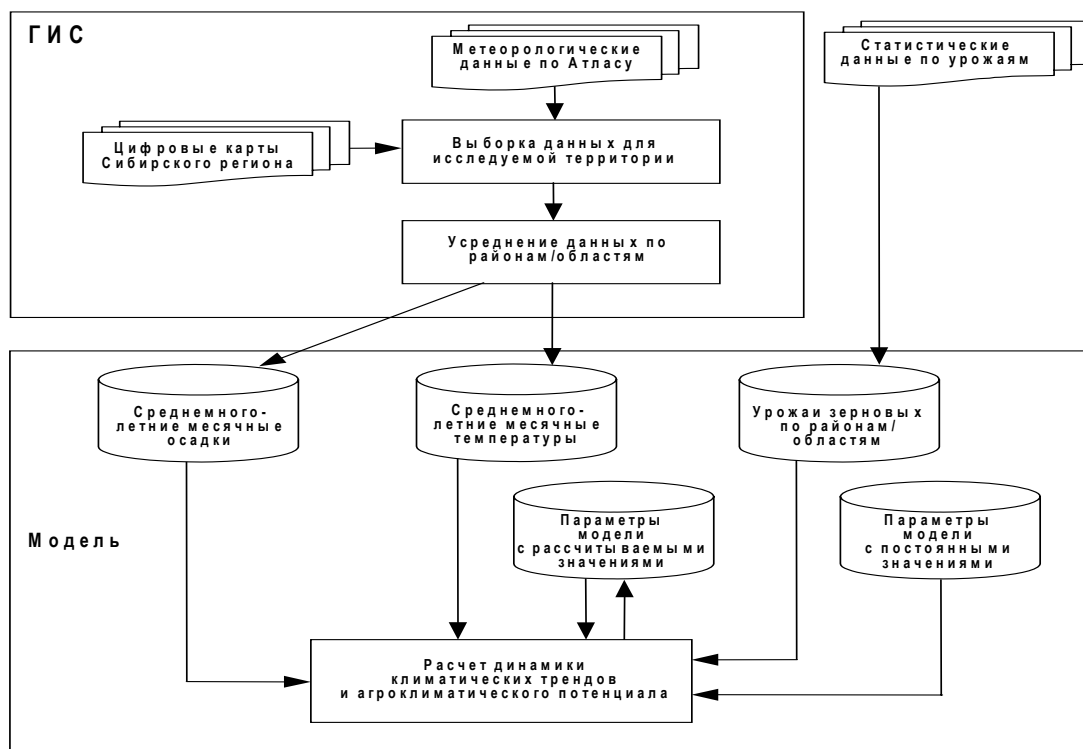 ГИС
Метеорологические
данные по Атласу
Статистические
данные по урожаям
Цифровые карты
Сибирского региона
Выборка данных для
исследуемой территории
Усреднение данных по
районам/областям
Среднемного-
летние месячные
осадки
Среднемного-
летние месячные
температуры
Урожаи зерновых
по районам/
областям
Модель
Параметры
модели
с рассчитываемыми
значениями
Параметры
модели
с постоянными
значениями
Расчет динамики
климатических трендов
и агроклиматического потенциала